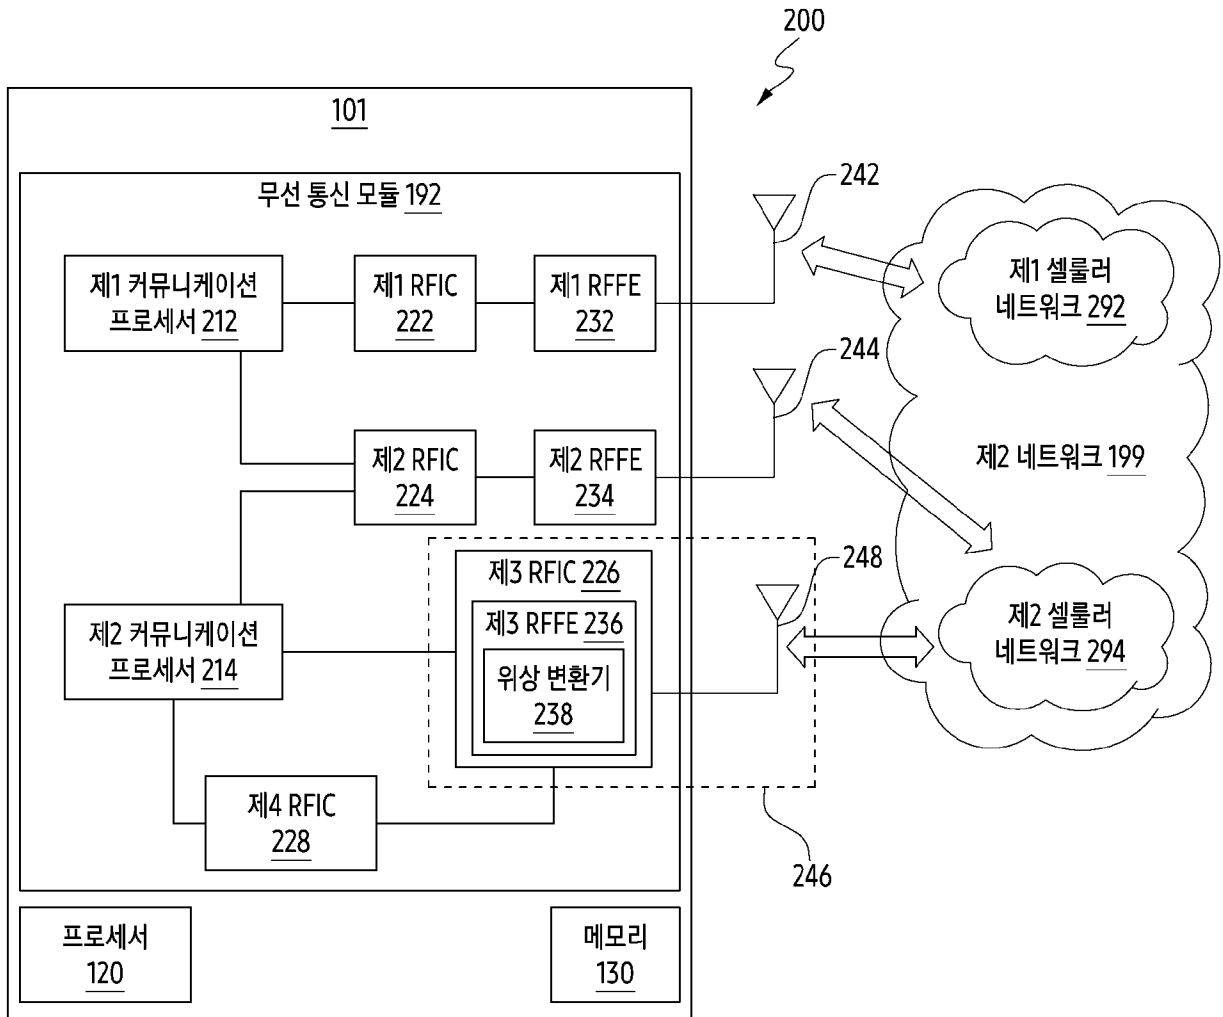 200
101
무선 통신 모듈 192
242
제1 커뮤니케이션
프로세서 212
제1 RFIC
222
제1 RFFE
232
제1 셀룰러
네트워크 292
244
제2 RFIC
224
제2 RFFE
234
제2 네트워크 199
248
제3 RFIC 226
제3 RFFE 236
위상 변환기
238
제2 커뮤니케이션
프로세서 214
제2 셀룰러
네트워크 294
제4 RFIC
228
246
프로세서
120
메모리
130